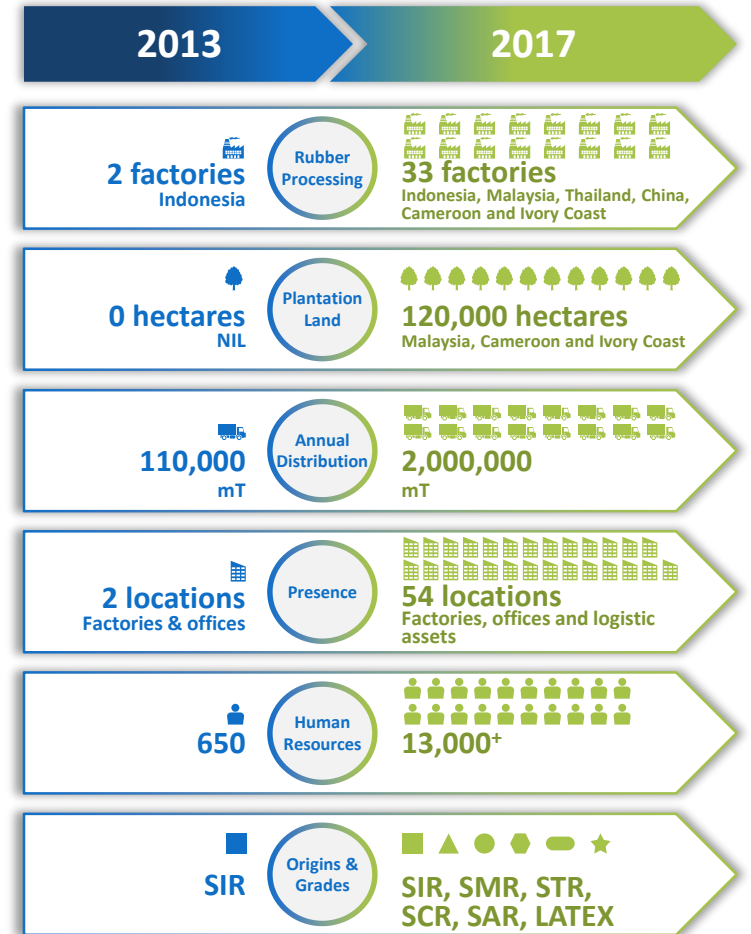 2013
2017
2 factories
Indonesia
Rubber
Processing
33 factories
Indonesia, Malaysia, Thailand, China,
Cameroon and Ivory Coast
0 hectares
NIL
Plantation
Land
120,000 hectares
Malaysia, Cameroon and Ivory Coast
110,000
mT
Annual
Distribution
2,000,000
mT
2 locations
Factories & offices
Presence
54 locations
Factories, offices and logistic
assets
650
Human
Resources
13,000⁺
SIR
Origins &
Grades
SIR, SMR, STR,
SCR, SAR, LATEX